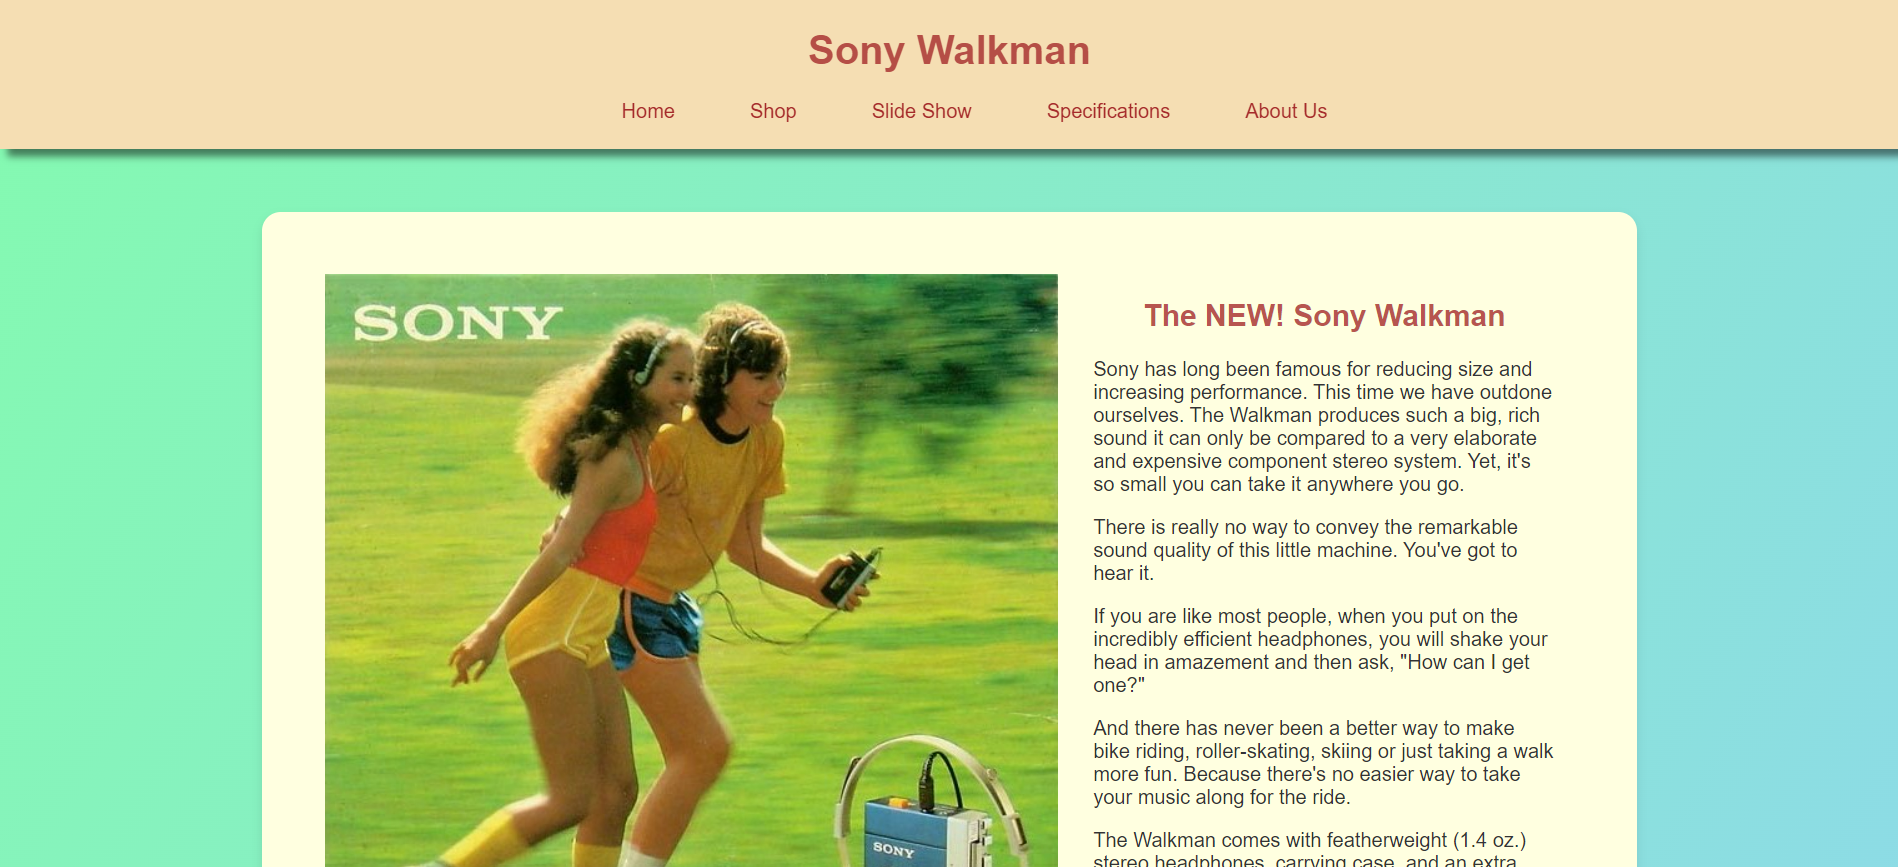 Sony Walkman
Home Shop Slide Show Specifications About Us
SONY
The NEW! Sony Walkman
Sony has long been famous for reducing size and
increasing performance. This time we have outdone
ourselves. The Walkman produces such a big, rich
sound it can only be compared to a very elaborate
and expensive component stereo system. Yet, it's
so small you can take it anywhere you go.
There is really no way to convey the remarkable
sound quality of this little machine. You've got to
hear it.
If you are like most people, when you put on the
incredibly efficient headphones, you will shake your
head in amazement and then ask, "How can I get
one?"
And there has never been a better way to make
bike riding, roller-skating, skiing or just taking a walk
more fun. Because there's no easier way to take
your music along for the ride.
The Walkman comes with featherweight (1.4 oz.)
stereo headphones, carrying case, and an extra
SONY